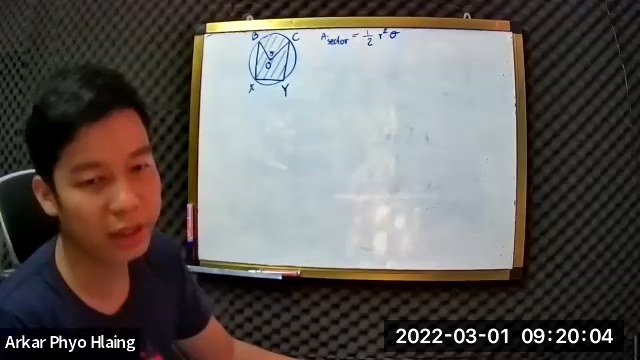 B C
O
X Y
A sector = 1/2 r² θ
Arkar Phyo Hlaing
2022-03-01 09:20:04